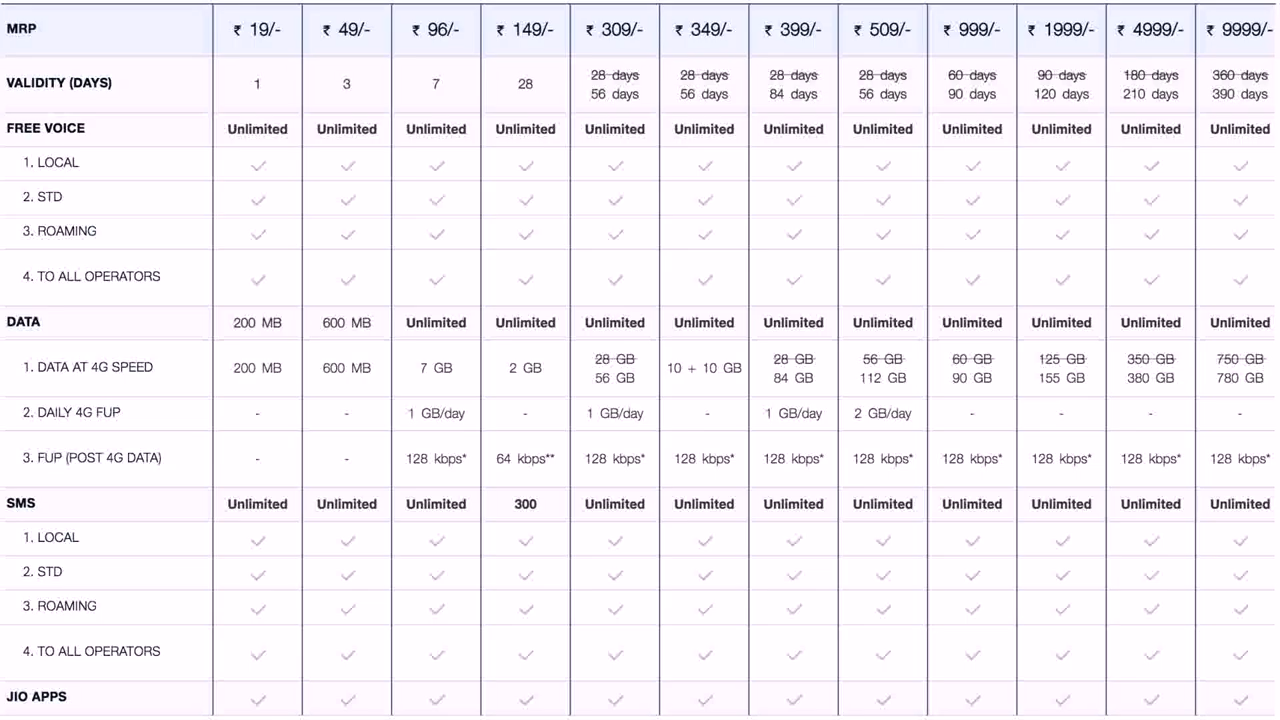 MRP ₹ 19/- ₹ 49/- ₹ 96/- ₹ 149/- ₹ 309/- ₹ 349/- ₹ 399/- ₹ 509/- ₹ 999/- ₹ 1999/- ₹ 4999/- ₹ 9999/-
VALIDITY (DAYS) 1 3 7 28 28 days 56 days 28 days 56 days 28 days 84 days 28 days 56 days 60 days 90 days 90 days 120 days 180 days 210 days 360 days 390 days
FREE VOICE Unlimited Unlimited Unlimited Unlimited Unlimited Unlimited Unlimited Unlimited Unlimited Unlimited Unlimited Unlimited
1. LOCAL
2. STD
3. ROAMING
4. TO ALL OPERATORS
DATA 200 MB 600 MB Unlimited Unlimited Unlimited Unlimited Unlimited Unlimited Unlimited Unlimited Unlimited Unlimited
1. DATA AT 4G SPEED 200 MB 600 MB 7 GB 2 GB 28 GB 56 GB 10 + 10 GB 28 GB 84 GB 56 GB 112 GB 60 GB 90 GB 125 GB 155 GB 350 GB 380 GB 750 GB 780 GB
2. DAILY 4G FUP - - 1 GB/day - 1 GB/day - 1 GB/day 2 GB/day - - - -
3. FUP (POST 4G DATA) - - 128 kbps* 64 kbps** 128 kbps* 128 kbps* 128 kbps* 128 kbps* 128 kbps* 128 kbps* 128 kbps* 128 kbps*
SMS Unlimited Unlimited Unlimited 300 Unlimited Unlimited Unlimited Unlimited Unlimited Unlimited Unlimited Unlimited
1. LOCAL
2. STD
3. ROAMING
4. TO ALL OPERATORS
JIO APPS